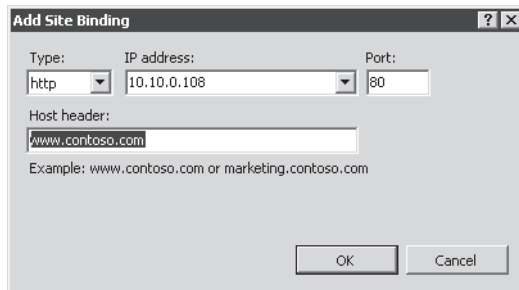 Add Site Binding
Type: IP address: Port:
http 10.10.0.108 80
Host header:
www.contoso.com
Example: www.contoso.com or marketing.contoso.com
OK Cancel